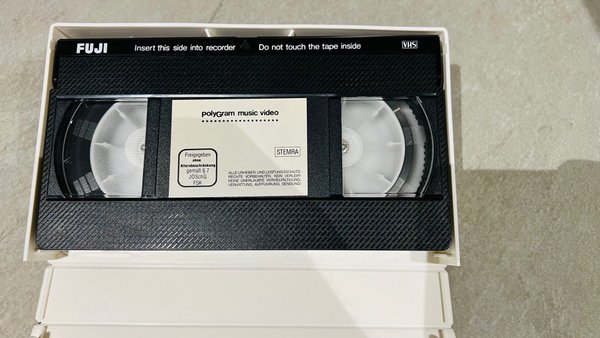 FUJI
Insert this side into recorder
Do not touch the tape inside
VHS
polyGram music video
STEMRA
Freigegeben
ohne
Altersbeschränkung
gemäß § 7
JÖSchG
FSK
ALLE URHEBER- UND LEISTUNGSSCHUTZ-
RECHTE VORBEHALTEN. KEIN VERLEIH!
KEINE UNERLAUBTE VERVIELFÄLTIGUNG,
VERMIETUNG, AUFFÜHRUNG, SENDUNG!